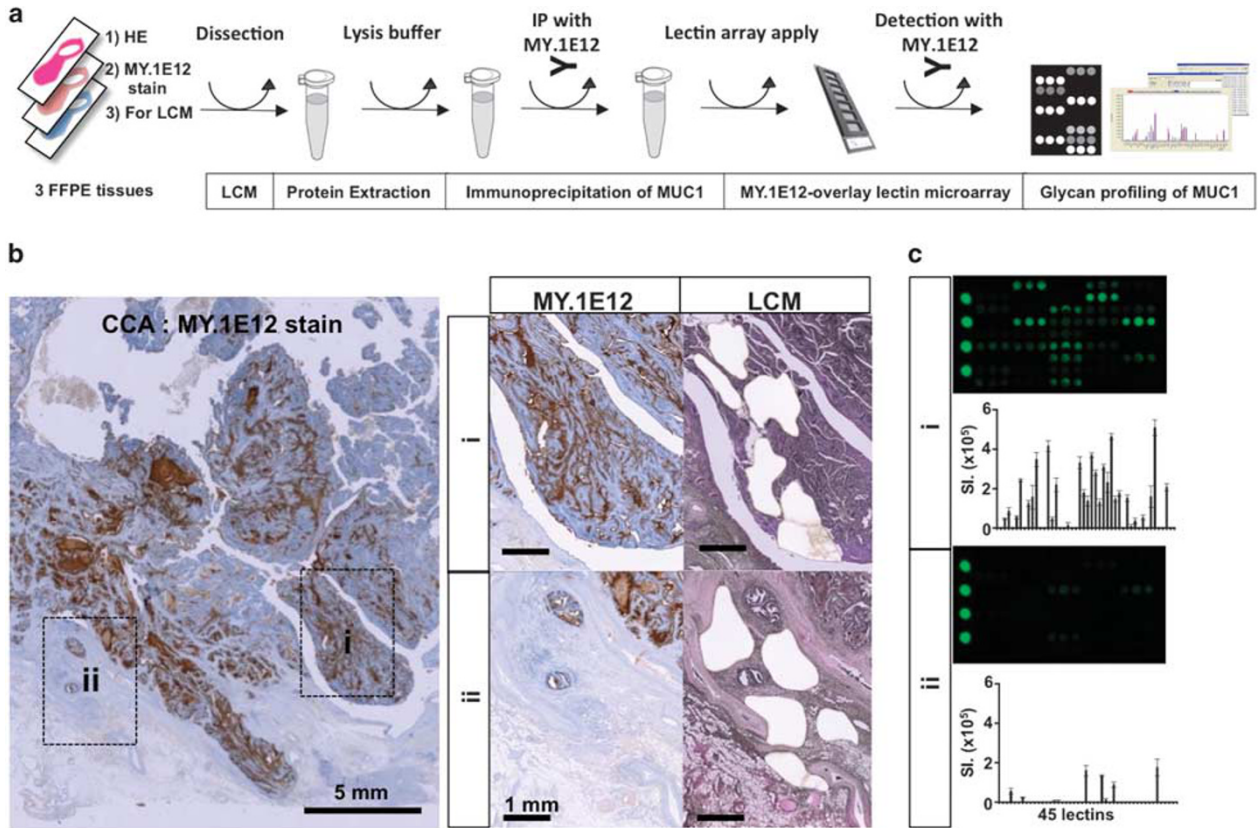 a
1) HE
2) MY.1E12
stain
3) For LCM
3 FFPE tissues
Dissection
Lysis buffer
IP with
MY.1E12
Lectin array apply
Detection with
MY.1E12
LCM
Protein Extraction
Immunoprecipitation of MUC1
MY.1E12-overlay lectin microarray
Glycan profiling of MUC1
b
CCA : MY.1E12 stain
i
ii
5 mm
MY.1E12
LCM
i
ii
1 mm
c
i
6
4
2
0
SI. (x10⁵)
ii
6
4
2
0
SI. (x10⁵)
45 lectins